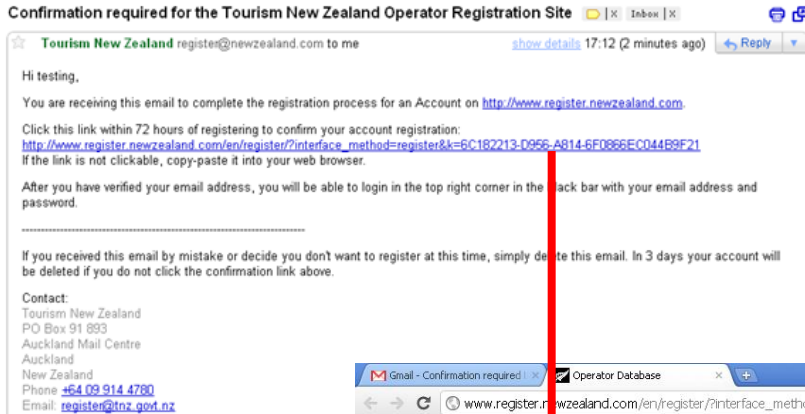 Confirmation required for the Tourism New Zealand Operator Registration Site | X Inbox | X
Tourism New Zealand register@newzealand.com to me show details 17:12 (2 minutes ago) Reply
Hi testing,
You are receiving this email to complete the registration process for an Account on http://www.register.newzealand.com.
Click this link within 72 hours of registering to confirm your account registration:
http://www.register.newzealand.com/en/register/?interface_method=register&k=6C182213-D956-A814-6F0866EC044B9F21
If the link is not clickable, copy-paste it into your web browser.
After you have verified your email address, you will be able to login in the top right corner in the black bar with your email address and
password.
--------------------------------------------------------------------------------
If you received this email by mistake or decide you don't want to register at this time, simply delete this email. In 3 days your account will
be deleted if you do not click the confirmation link above.
Contact:
Tourism New Zealand
PO Box 91 893
Auckland Mail Centre
Auckland
New Zealand
Phone +64 09 914 4780
Email: register@tnz.govt.nz
Gmail - Confirmation required Operator Database
www.register.newzealand.com/en/register/?interface_metho